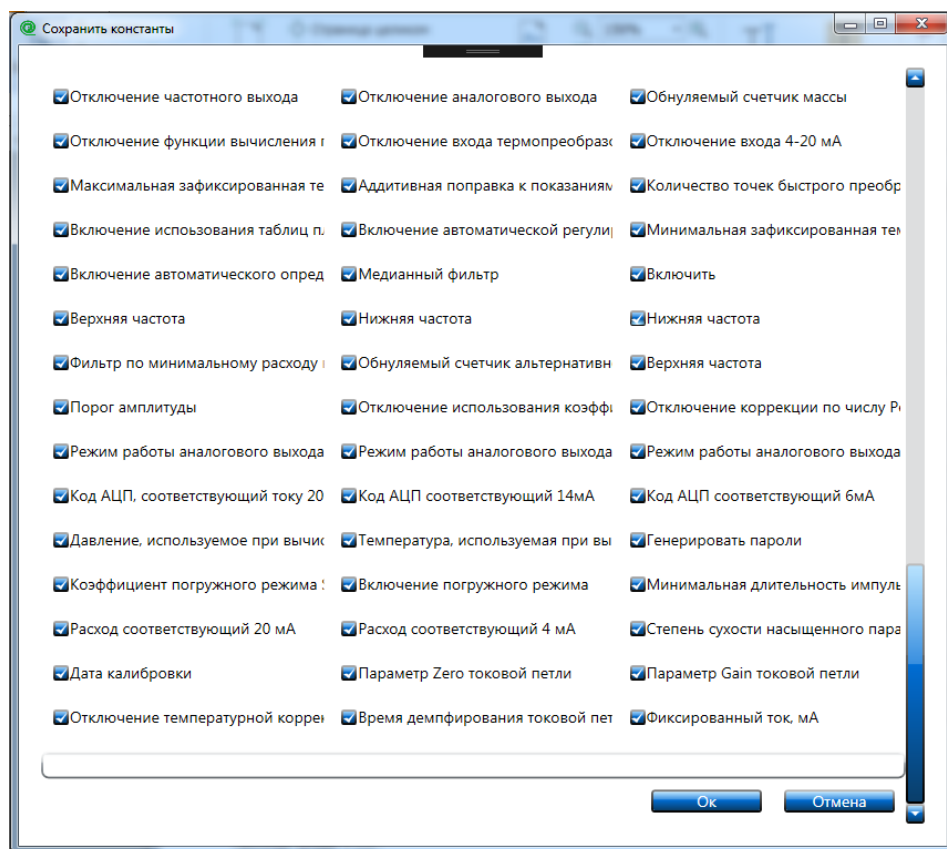 Сохранить константы
Отключение частотного выхода Отключение аналогового выхода Обнуляемый счетчик массы
Отключение функции вычисления Отключение входа термопреобразо Отключение входа 4-20 мА
Максимальная зафиксированная те Аддитивная поправка к показаниям Количество точек быстрого преобр
Включение испоьзования таблиц Включение автоматической регули Минимальная зафиксированная тем
Включение автоматического опред Медианный фильтр Включить
Верхняя частота Нижняя частота Нижняя частота
Фильтр по минимальному расходу Обнуляемый счетчик альтернативн Верхняя частота
Порог амплитуды Отключение использования коэффи Отключение коррекции по числу Ре
Режим работы аналогового выхода Режим работы аналогового выхода Режим работы аналогового выхода
Код АЦП, соответствующий току 20 Код АЦП соответствующий 14мА Код АЦП соответствующий 6мА
Давление, используемое при вычис Температура, используемая при вы Генерировать пароли
Коэффициент погружного режима Включение погружного режима Минимальная длительность импуль
Расход соответствующий 20 мА Расход соответствующий 4 мА Степень сухости насыщенного пара
Дата калибровки Параметр Zero токовой петли Параметр Gain токовой петли
Отключение температурной коррек Время демпфирования токовой пет Фиксированный ток, мА
Ок Отмена